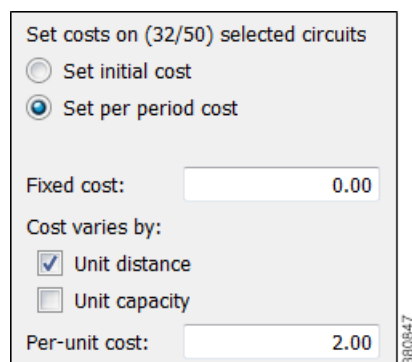 Set costs on (32/50) selected circuits
Set initial cost
Set per period cost
Fixed cost: 0.00
Cost varies by:
Unit distance
Unit capacity
Per-unit cost: 2.00
380847